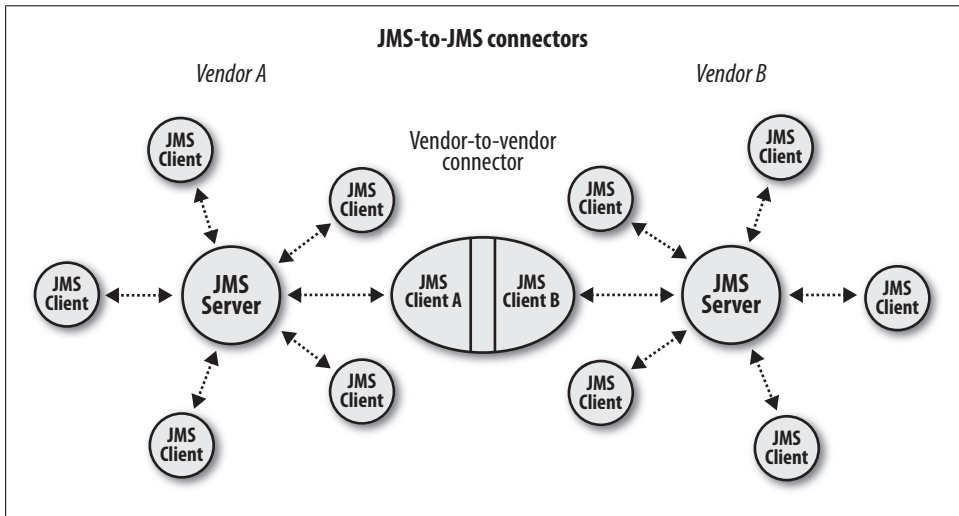 JMS-to-JMS connectors
Vendor A
Vendor B
Vendor-to-vendor
connector
JMS
Client
JMS
Client
JMS
Client
JMS
Client
JMS
Client
JMS
Server
JMS
Client A
JMS
Client B
JMS
Client
JMS
Client
JMS
Server
JMS
Client
JMS
Client
JMS
Client